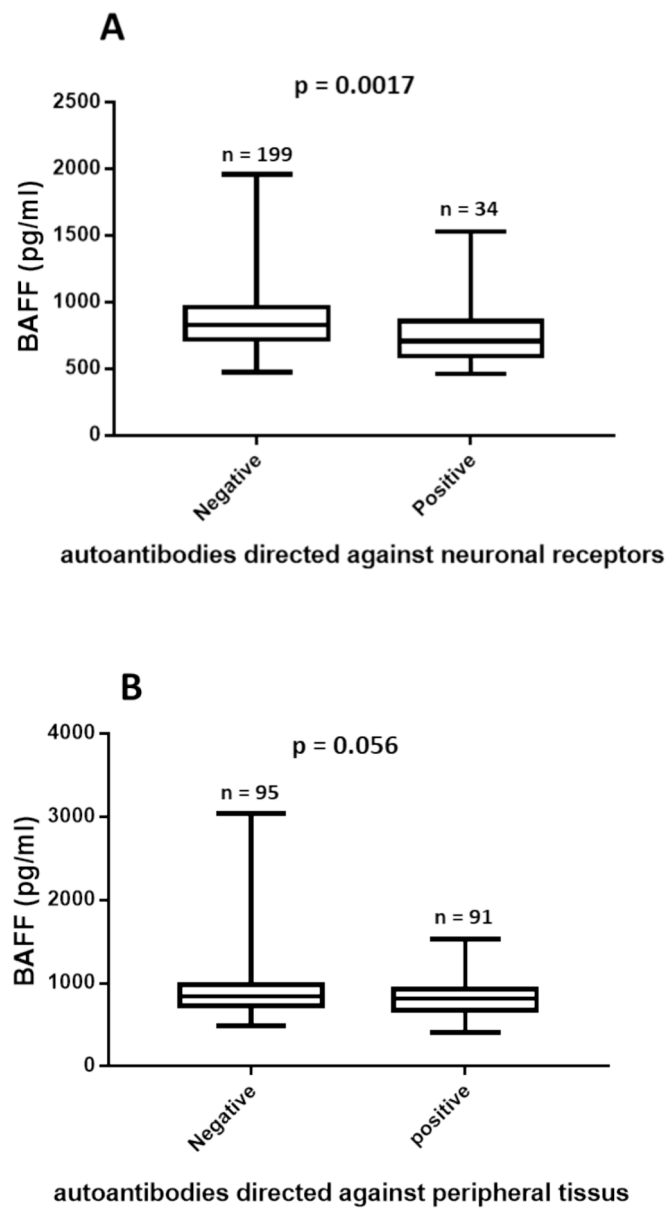 A
p = 0.0017
2500
2000
1500
1000
500
0
BAFF (pg/ml)
n = 199
n = 34
Negative
Positive
autoantibodies directed against neuronal receptors
B
p = 0.056
4000
3000
2000
1000
0
BAFF (pg/ml)
n = 95
n = 91
Negative
positive
autoantibodies directed against peripheral tissus